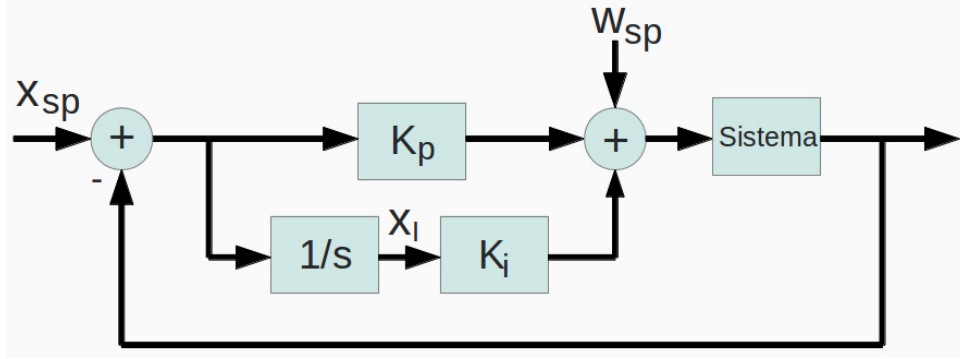 w_sp
x_sp
+
K_p
+
Sistema
-
x_I
1/s
K_i